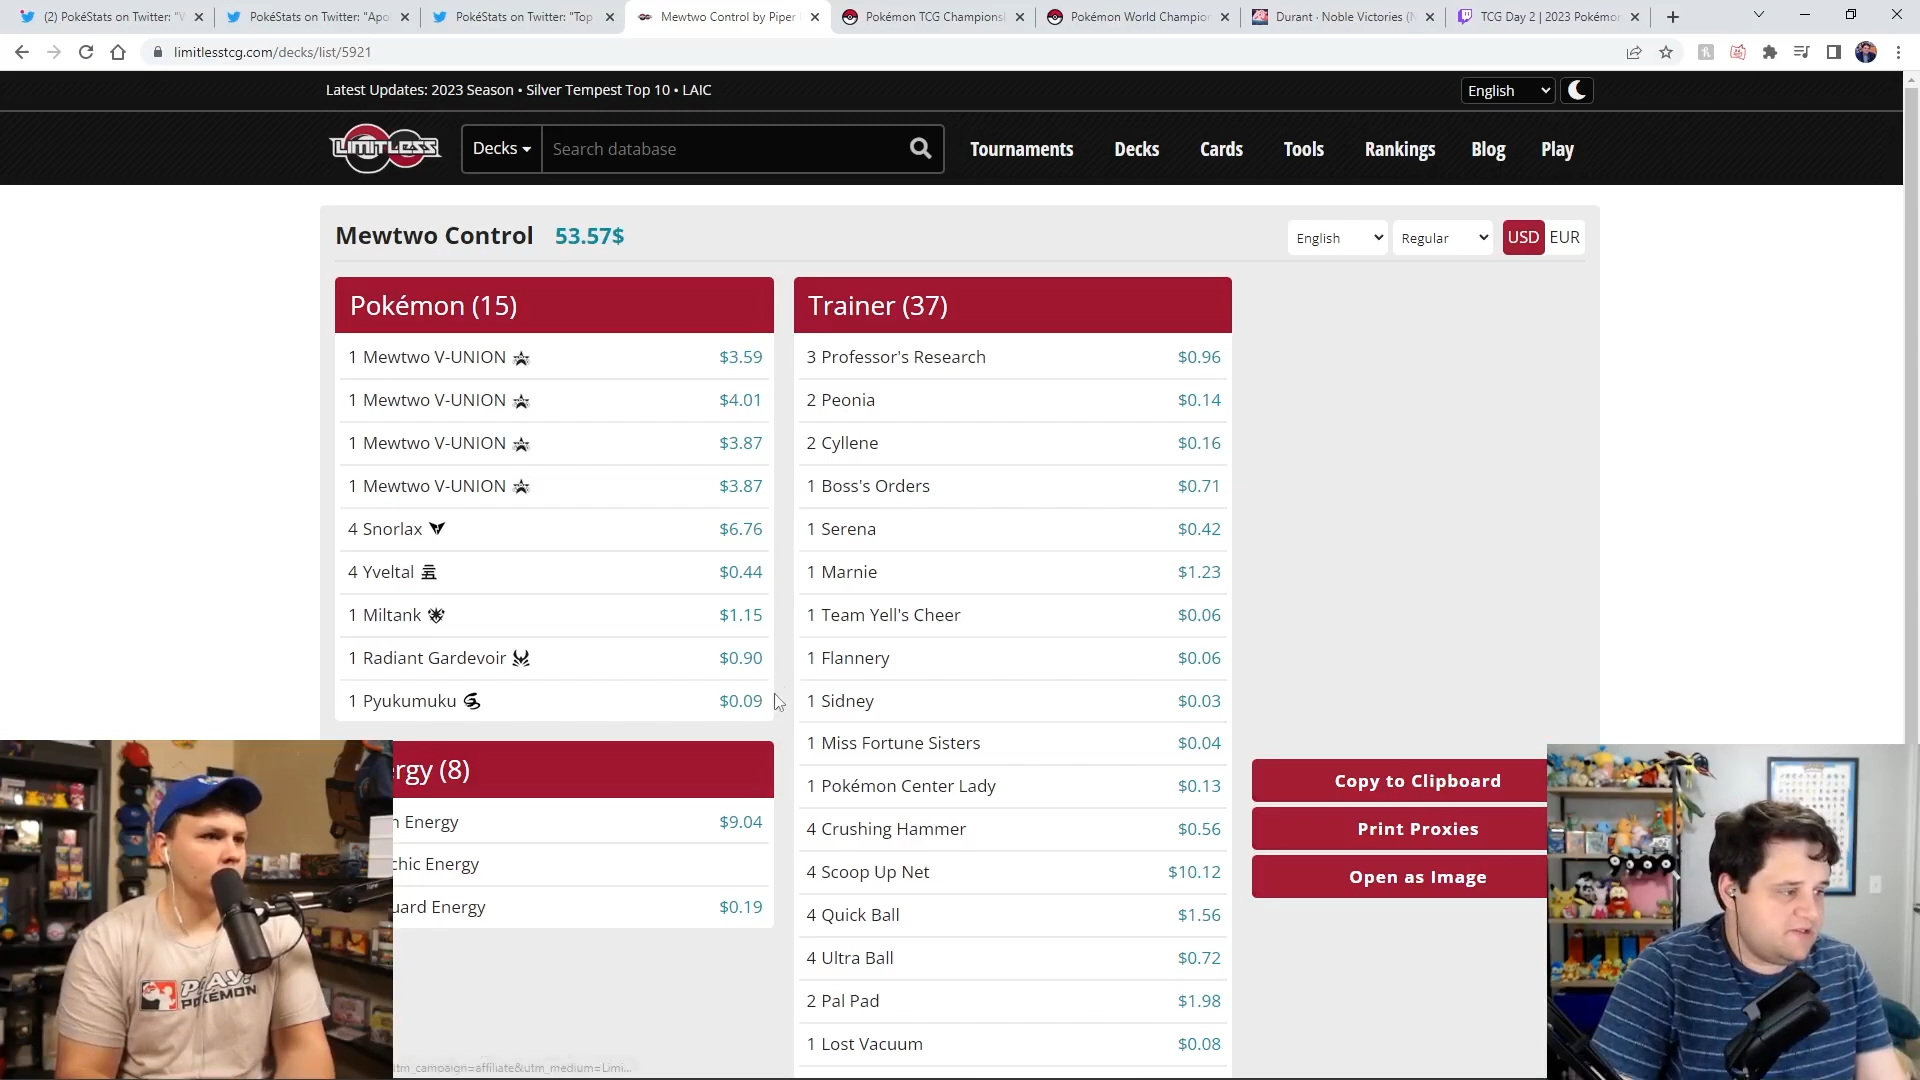 (2) PokéStats on Twitter: "V
PokéStats on Twitter: "Apo
PokéStats on Twitter: "Top
Mewtwo Control by Piper
Pokémon TCG Champions
Pokémon World Champion
Durant · Noble Victories (N
TCG Day 2 | 2023 Pokémon
limitlesstcg.com/decks/list/5921
Latest Updates: 2023 Season • Silver Tempest Top 10 • LAIC
English
LIMITLESS
Decks
Search database
Tournaments
Decks
Cards
Tools
Rankings
Blog
Play
Mewtwo Control 53.57$
English
Regular
USD
EUR
Pokémon (15)
1 Mewtwo V-UNION $3.59
1 Mewtwo V-UNION $4.01
1 Mewtwo V-UNION $3.87
1 Mewtwo V-UNION $3.87
4 Snorlax $6.76
4 Yveltal $0.44
1 Miltank $1.15
1 Radiant Gardevoir $0.90
1 Pyukumuku $0.09
rgy (8)
n Energy $9.04
chic Energy
uard Energy $0.19
Trainer (37)
3 Professor's Research $0.96
2 Peonia $0.14
2 Cyllene $0.16
1 Boss's Orders $0.71
1 Serena $0.42
1 Marnie $1.23
1 Team Yell's Cheer $0.06
1 Flannery $0.06
1 Sidney $0.03
1 Miss Fortune Sisters $0.04
1 Pokémon Center Lady $0.13
4 Crushing Hammer $0.56
4 Scoop Up Net $10.12
4 Quick Ball $1.56
4 Ultra Ball $0.72
2 Pal Pad $1.98
1 Lost Vacuum $0.08
Copy to Clipboard
Print Proxies
Open as Image
PLAY!
POKÉMON
utm_campaign=affiliate&utm_medium=Limi...